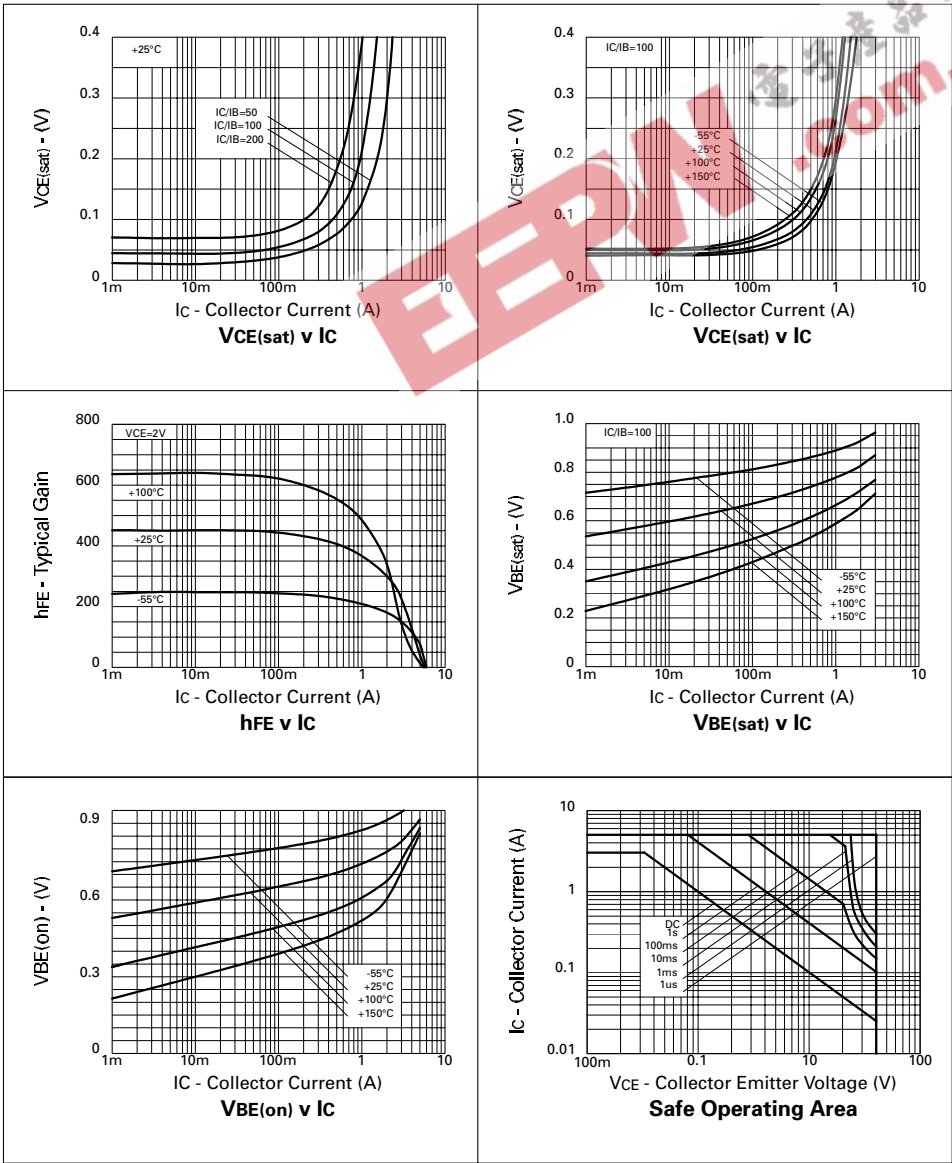 0.4
0.3
0.2
0.1
0
+25°C
IC/IB=50
IC/IB=100
IC/IB=200
VCE(sat) - (V)
1m
10m
100m
1
10
IC - Collector Current (A)
VCE(sat) v IC
0.4
0.3
0.2
0.1
0
IC/IB=100
-55°C
+25°C
+100°C
+150°C
VCE(sat) - (V)
1m
10m
100m
1
10
IC - Collector Current (A)
VCE(sat) v IC
EEPW
.com.
電子產品
800
600
400
200
0
VCE=2V
+100°C
+25°C
-55°C
hFE - Typical Gain
1m
10m
100m
1
10
IC - Collector Current (A)
hFE v IC
1.0
0.8
0.6
0.4
0.2
0
IC/IB=100
-55°C
+25°C
+100°C
+150°C
VBE(sat) - (V)
1m
10m
100m
1
10
IC - Collector Current (A)
VBE(sat) v IC
0.9
0.6
0.3
0
-55°C
+25°C
+100°C
+150°C
VBE(on) - (V)
1m
10m
100m
1
10
IC - Collector Current (A)
VBE(on) v IC
10
1
0.1
0.01
DC
1s
100ms
10ms
1ms
1us
IC - Collector Current (A)
100m
0.1
10
100
VCE - Collector Emitter Voltage (V)
Safe Operating Area